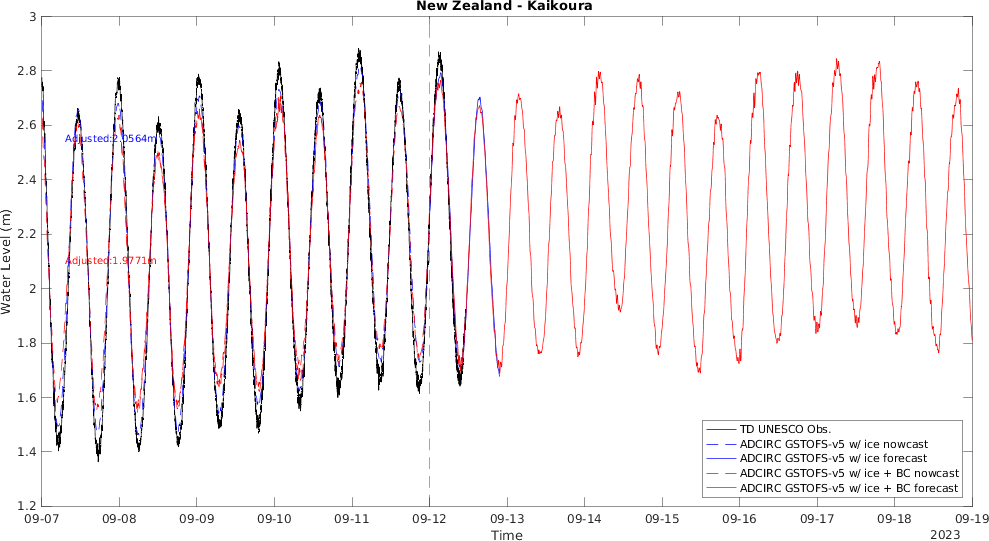 New Zealand - Kaikoura
3
2.8
2.6
2.4
2.2
2
1.8
1.6
1.4
1.2
Water Level (m)
Adjusted:2.0564m
Adjusted:1.9771m
TD UNESCO Obs.
ADCIRC GSTOFS-v5 w/ ice nowcast
ADCIRC GSTOFS-v5 w/ ice forecast
ADCIRC GSTOFS-v5 w/ ice + BC nowcast
ADCIRC GSTOFS-v5 w/ ice + BC forecast
09-07 09-08 09-09 09-10 09-11 09-12 09-13 09-14 09-15 09-16 09-17 09-18 09-19
Time
2023